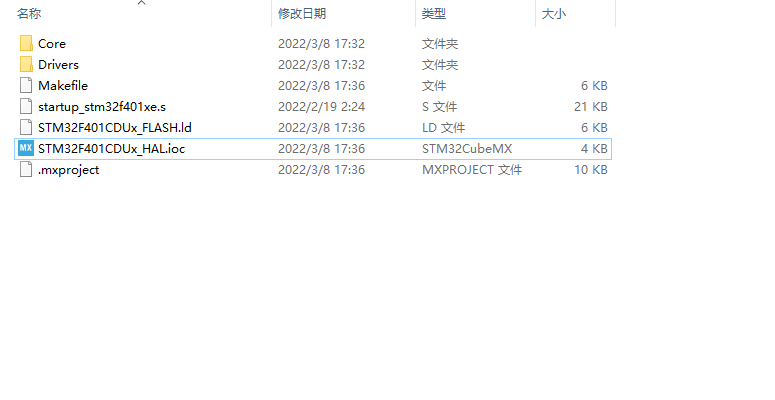 名称 修改日期 类型 大小
Core 2022/3/8 17:32 文件夹
Drivers 2022/3/8 17:32 文件夹
Makefile 2022/3/8 17:36 文件 6 KB
startup_stm32f401xe.s 2022/2/19 2:24 S 文件 21 KB
STM32F401CDUx_FLASH.ld 2022/3/8 17:36 LD 文件 6 KB
MX STM32F401CDUx_HAL.ioc 2022/3/8 17:36 STM32CubeMX 4 KB
.mxproject 2022/3/8 17:36 MXPROJECT 文件 10 KB